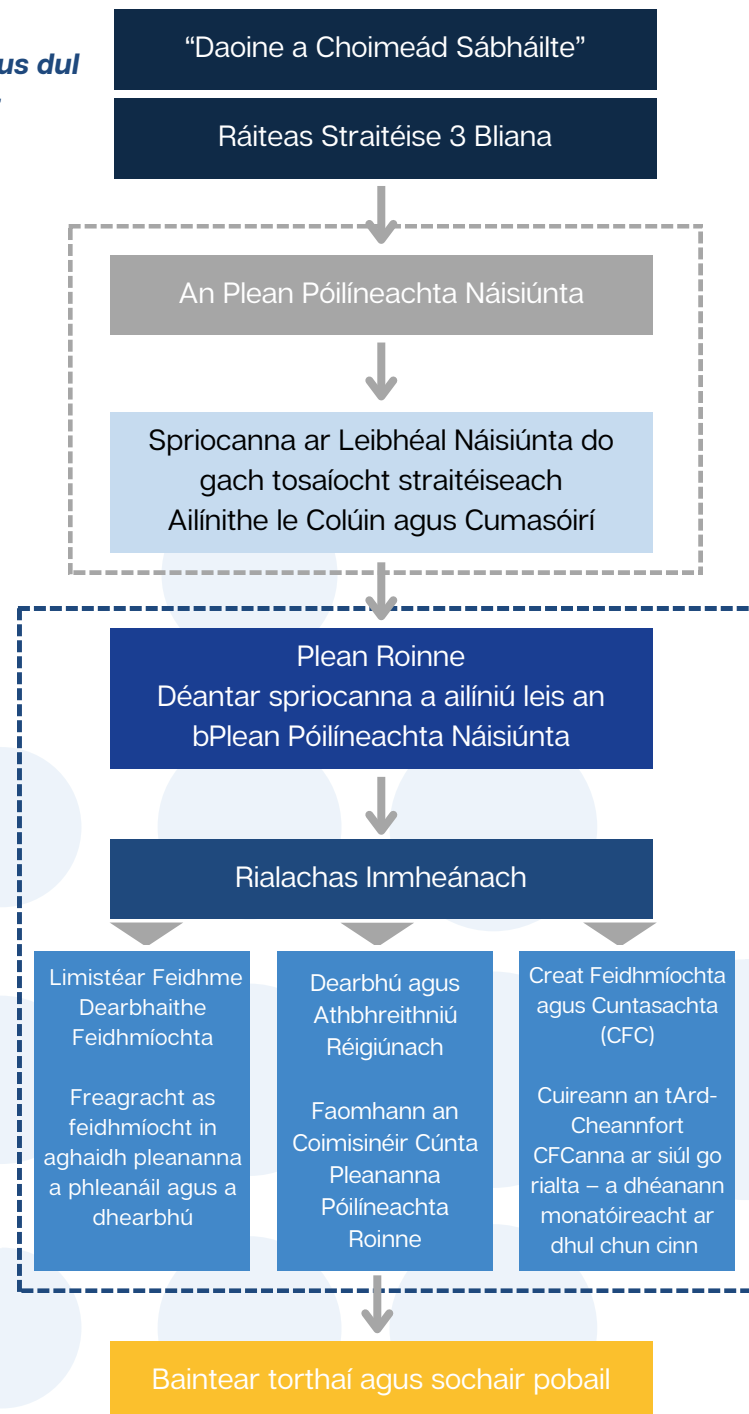 us dul
“Daoine a Choimeád Sábháilte”
Ráiteas Straitéise 3 Bliana
An Plean Póilíneachta Náisiúnta
Spriocanna ar Leibhéal Náisiúnta do
gach tosaíocht straitéiseach
Ailínithe le Colúin agus Cumasóirí
Plean Roinne
Déantar spriocanna a ailíniú leis an
bPlean Póilíneachta Náisiúnta
Rialachas Inmheánach
Limistéar Feidhme
Dearbhaithe
Feidhmíochta
Freagracht as
feidhmíocht in
aghaidh pleananna
a phleanáil agus a
dhearbhú
Dearbhú agus
Athbhreithniú
Réigiúnach
Faomhann an
Coimisinéir Cúnta
Pleananna
Póilíneachta
Roinne
Creat Feidhmíochta
agus Cuntasachta
(CFC)
Cuireann an tArd-
Cheannfort
CFCanna ar siúl go
rialta – a dhéanann
monatóireacht ar
dhul chun cinn
Baintear torthaí agus sochair pobail